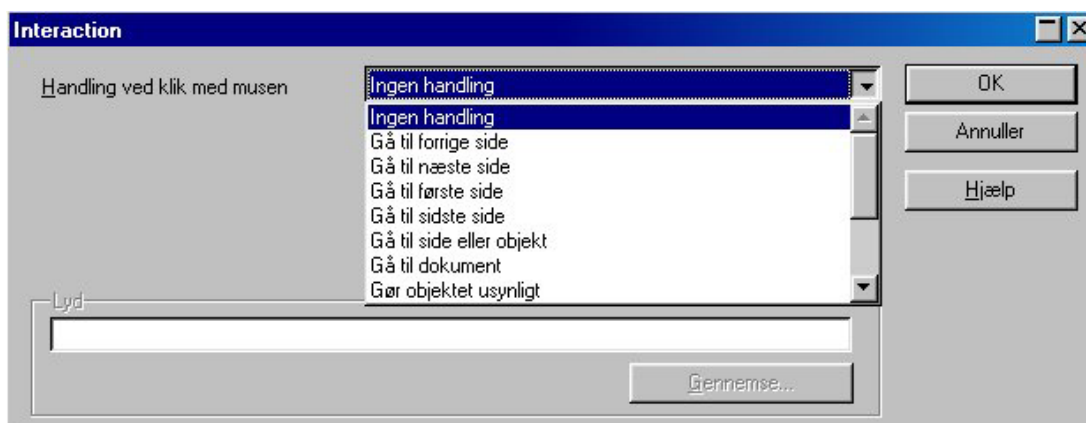 Interaction
Handling ved klik med musen
Ingen handling
Ingen handling
Gå til forrige side
Gå til næste side
Gå til første side
Gå til sidste side
Gå til side eller objekt
Gå til dokument
Gør objektet usynligt
OK
Annuller
Hjælp
Lyd
Gennemse...